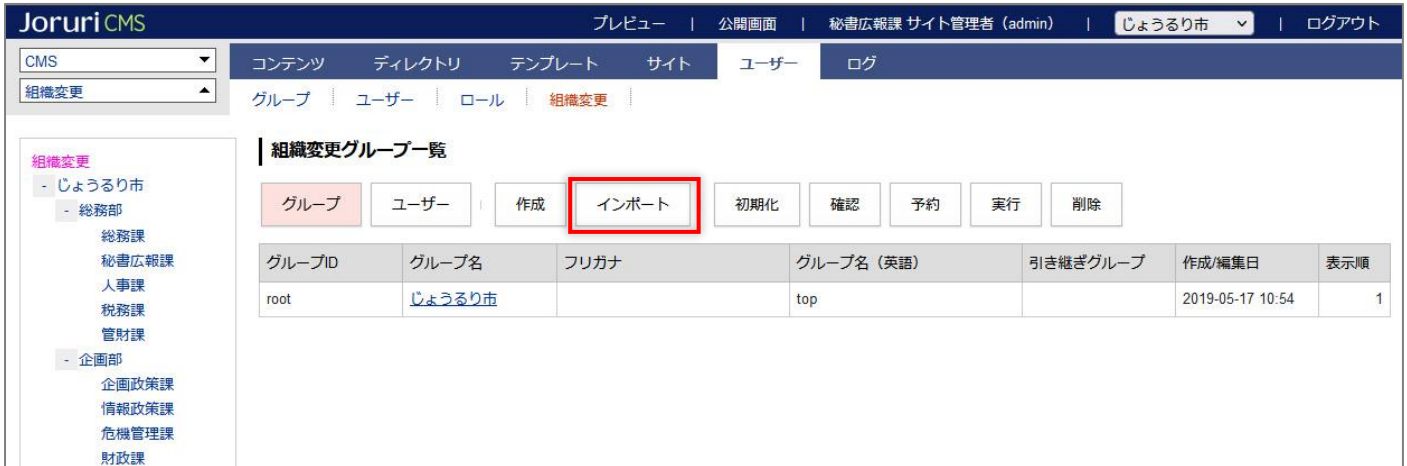 Joruri CMS プレビュー | 公開画面 | 秘書広報課 サイト管理者（admin） | じょうるり市 | ログアウト
CMS
組織変更
コンテンツ ディレクトリ テンプレート サイト ユーザー ログ
グループ ユーザー ロール 組織変更
組織変更
- じょうるり市
- 総務部
総務課
秘書広報課
人事課
税務課
管財課
- 企画部
企画政策課
情報政策課
危機管理課
財政課
組織変更グループ一覧
グループ ユーザー 作成 インポート 初期化 確認 予約 実行 削除
グループID グループ名 フリガナ グループ名（英語） 引き継ぎグループ 作成/編集日 表示順
root じょうるり市 top 2019-05-17 10:54 1